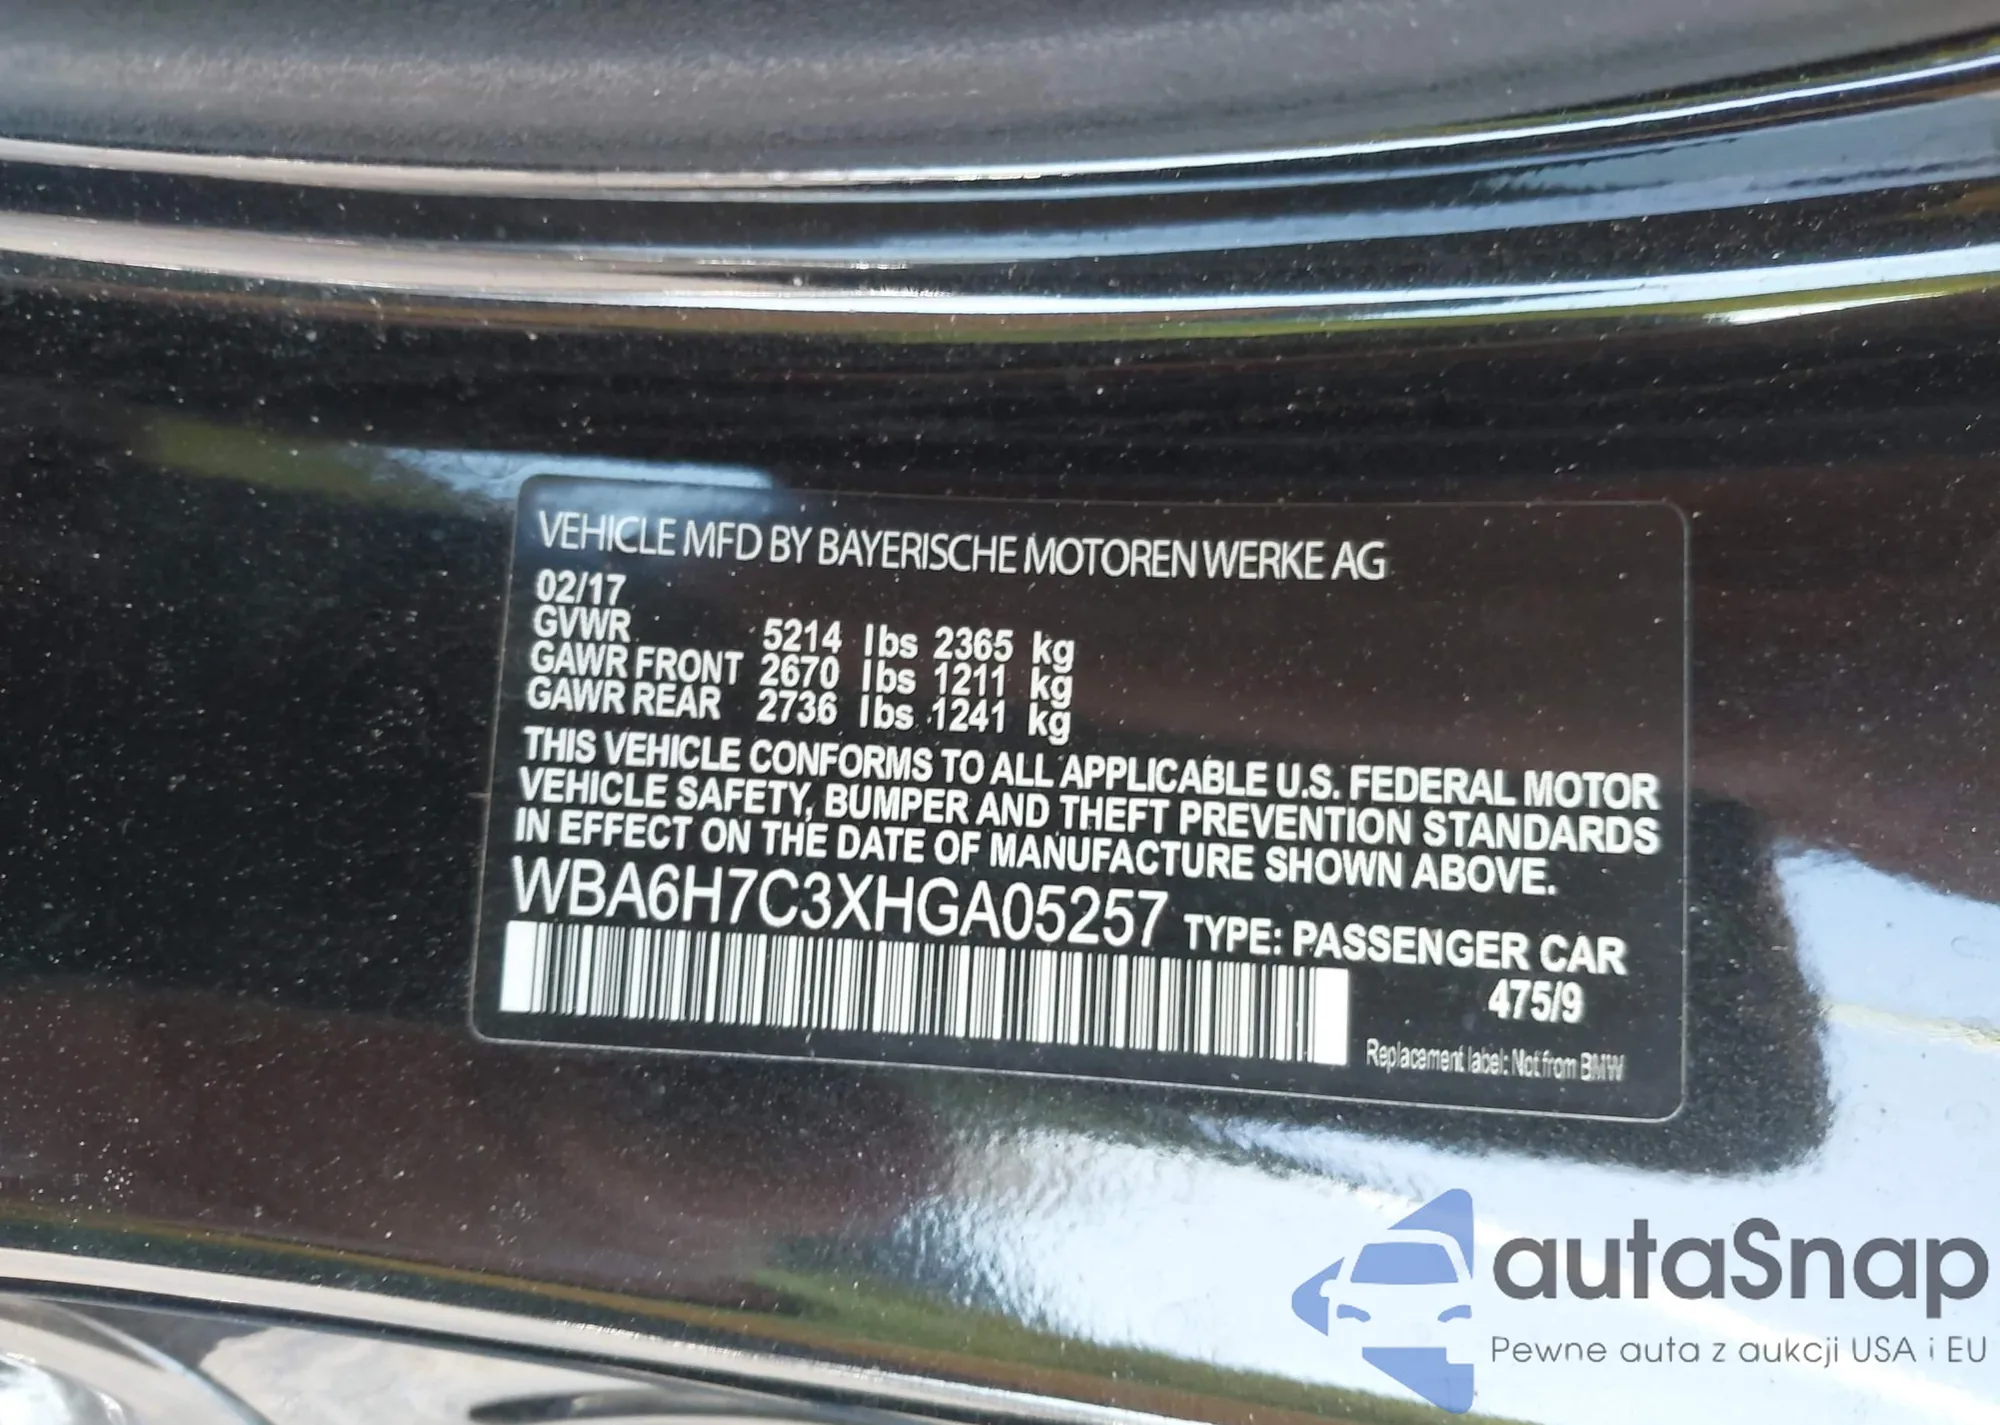 VEHICLE MFD BY BAYERISCHE MOTOREN WERKE AG
02/17
GVWR 5214 lbs 2365 kg
GAWR FRONT 2670 lbs 1211 kg
GAWR REAR 2736 lbs 1241 kg
THIS VEHICLE CONFORMS TO ALL APPLICABLE U.S. FEDERAL MOTOR
VEHICLE SAFETY, BUMPER AND THEFT PREVENTION STANDARDS
IN EFFECT ON THE DATE OF MANUFACTURE SHOWN ABOVE.
WBA6H7C3XHGA05257 TYPE: PASSENGER CAR
475/9
Replacement label: Not from BMW
autaSnap
Pewne auta z aukcji USA i EU